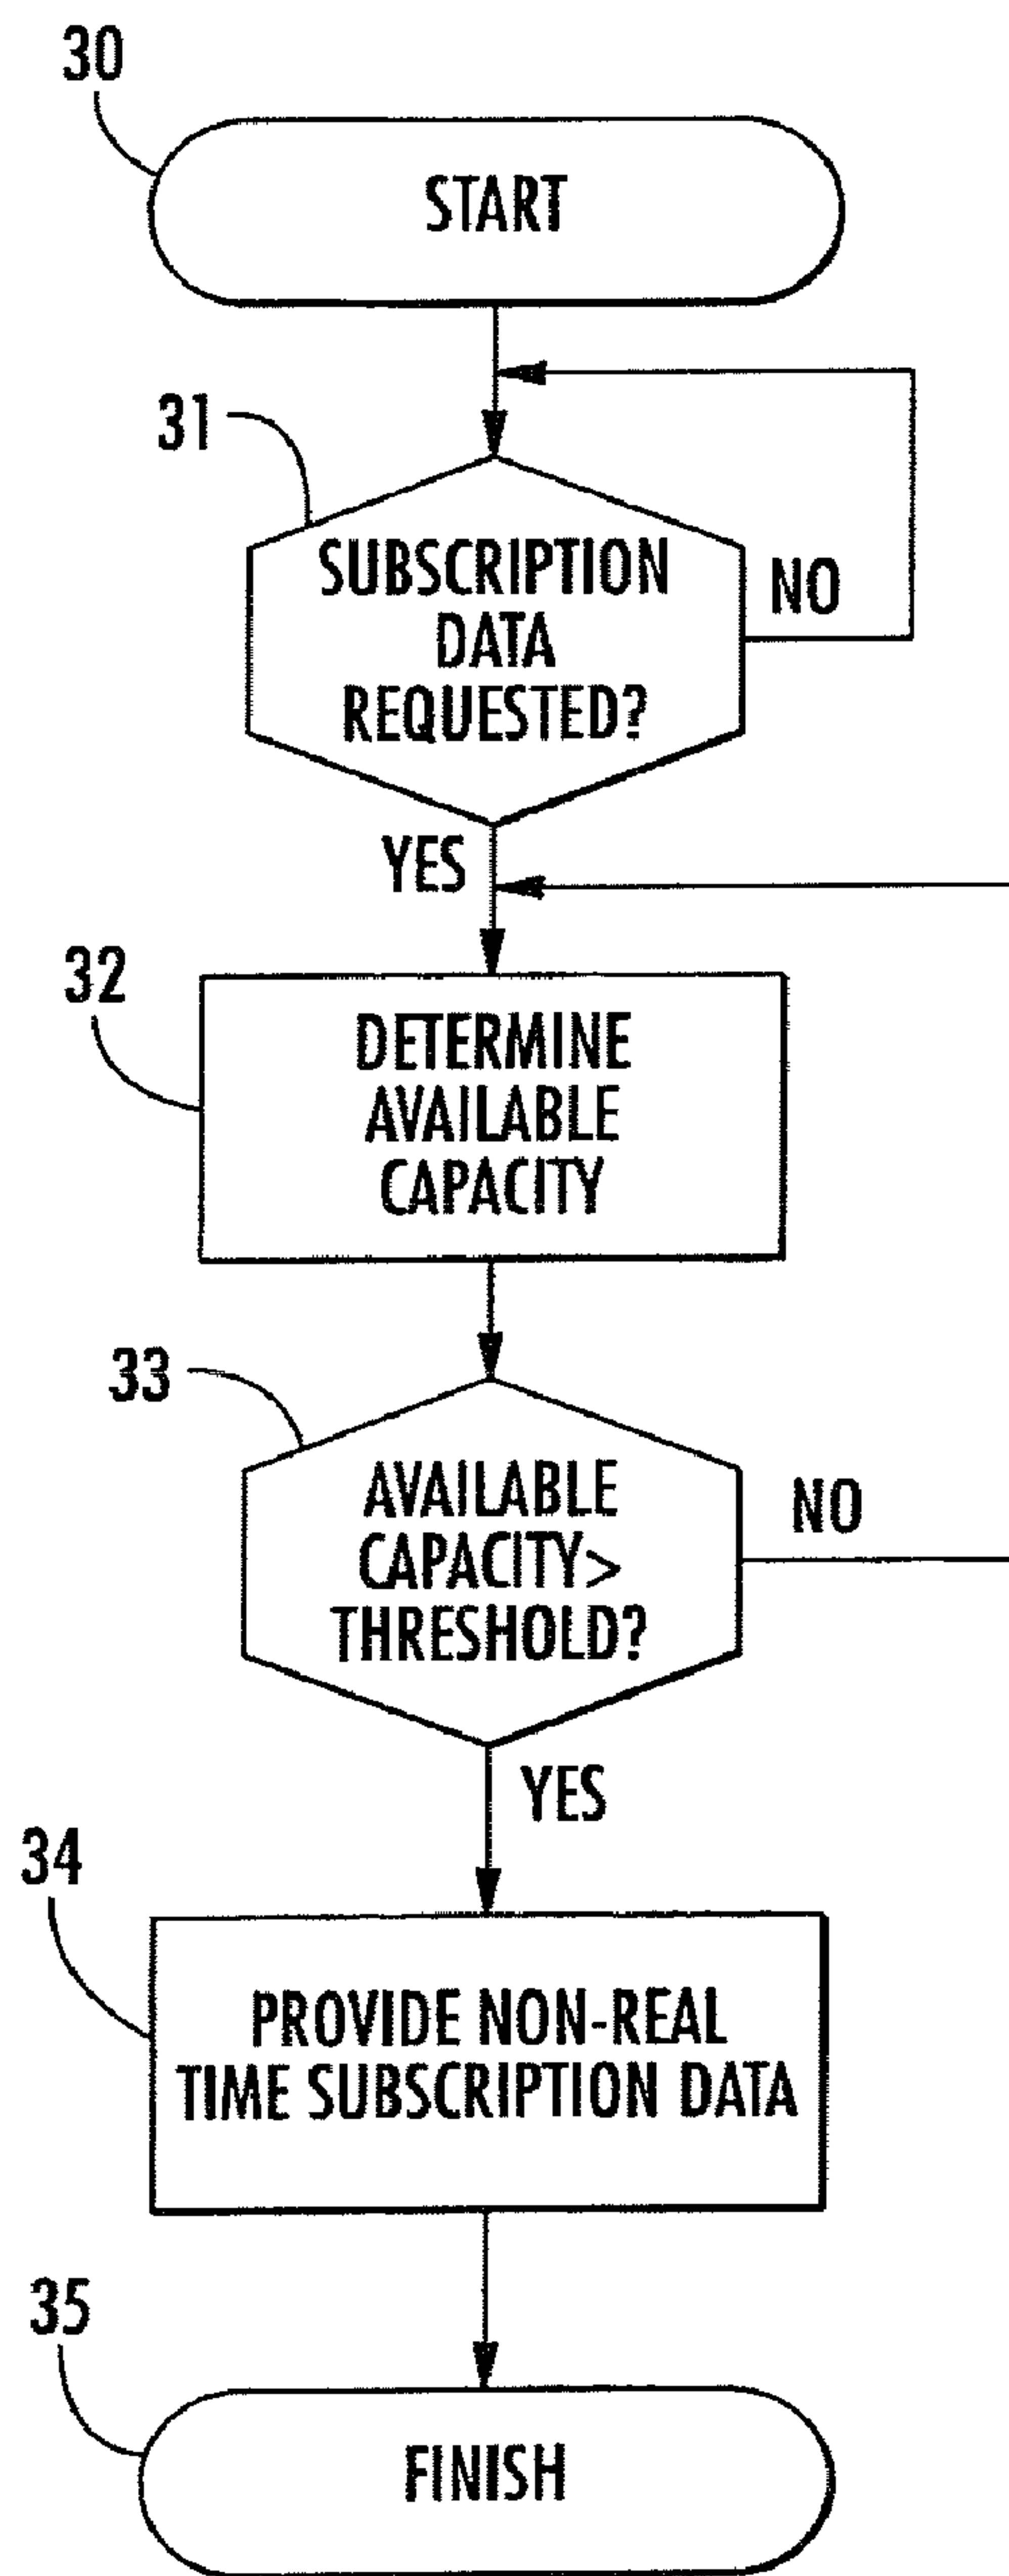 30
START
31
SUBSCRIPTION
DATA
REQUESTED?
NO
YES
32
DETERMINE
AVAILABLE
CAPACITY
33
AVAILABLE
CAPACITY>
THRESHOLD?
NO
YES
34
PROVIDE NON-REAL
TIME SUBSCRIPTION DATA
35
FINISH